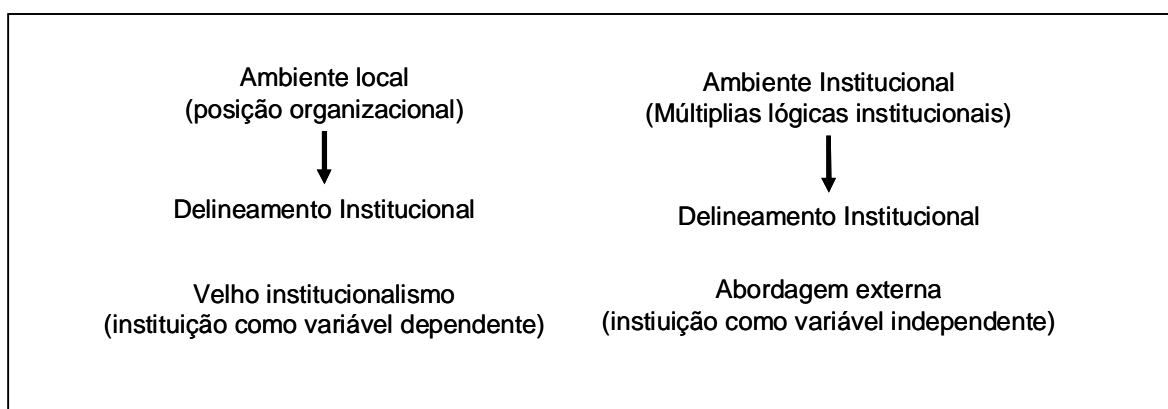 Ambiente local
(posição organizacional)
Delineamento Institucional
Velho institucionalismo
(instituição como variável dependente)
Ambiente Institucional
(Múltiplias lógicas institucionais)
Delineamento Institucional
Abordagem externa
(instiuição como variável independente)